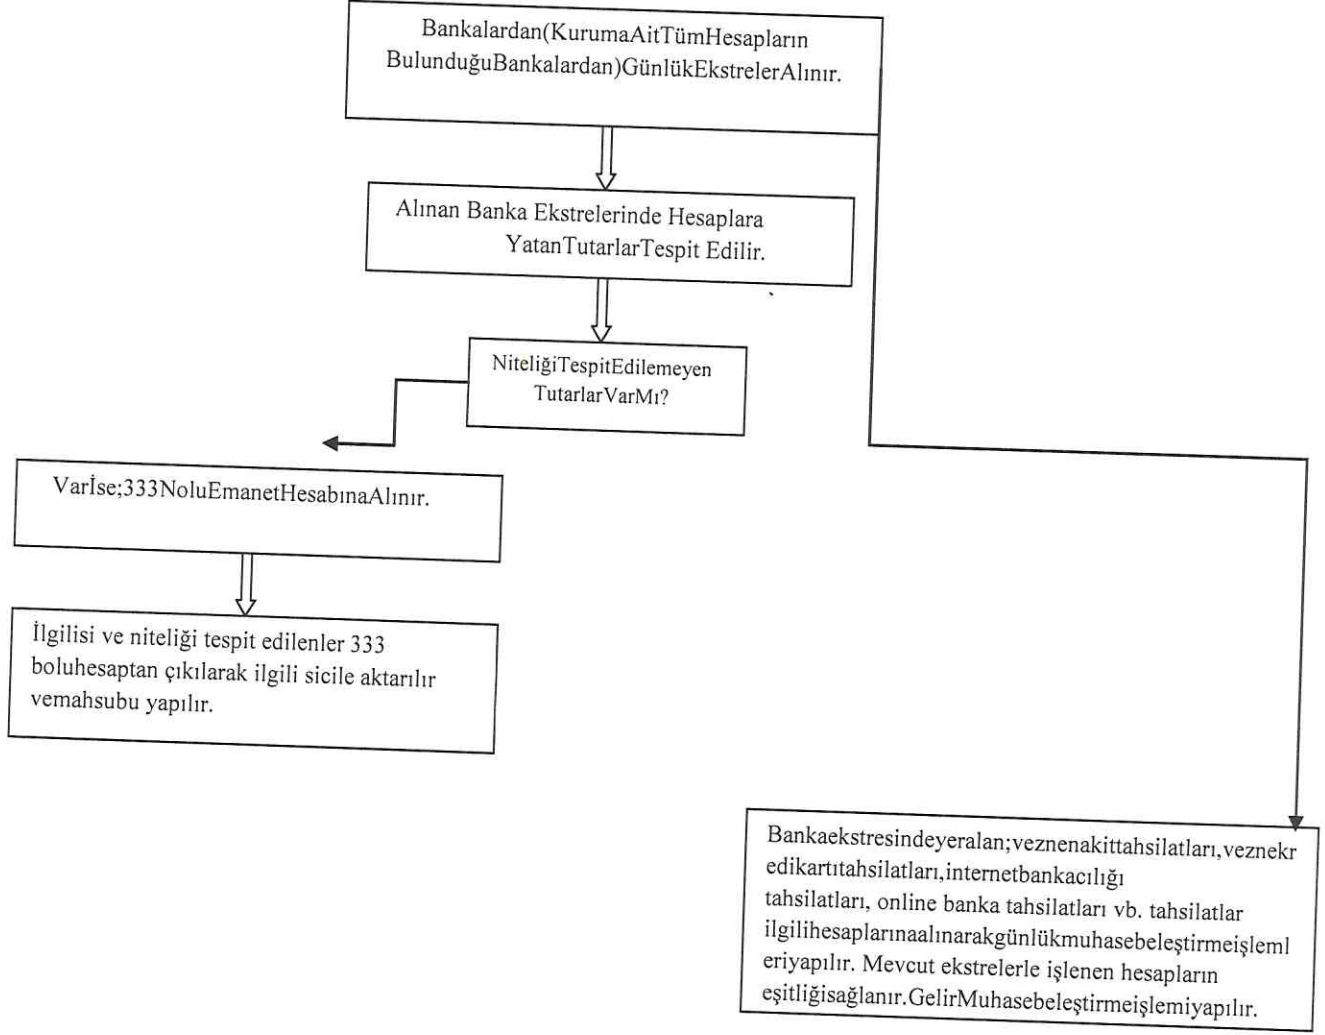 Bankalardan(KurumaAitTümHesapların
BulunduğuBankalardan)GünlükEkstrelerAlınır.
Alınan Banka Ekstrelerinde Hesaplara
YatanTutarlarTespit Edilir.
NiteliğiTespitEdilemeyen
TutarlarVarMı?
Varİse;333NoluEmanetHesabınaAlınır.
İlgilisi ve niteliği tespit edilenler 333
boluhesaptan çıkılarak ilgili sicile aktarılır
vemahsubu yapılır.
Bankaekstresindeyeralan;veznenakittahsilatları,veznekr
edikartıtahsilatları,internetbankacılığı
tahsilatları, online banka tahsilatları vb. tahsilatlar
ilgilihesaplarınaalınarakgünlükmuhasebeleştirmeişleml
eriyapılır. Mevcut ekstrelerle işlenen hesapların
eşitliğisağlanır.GelirMuhasebeleştirmeişlemiyapılır.